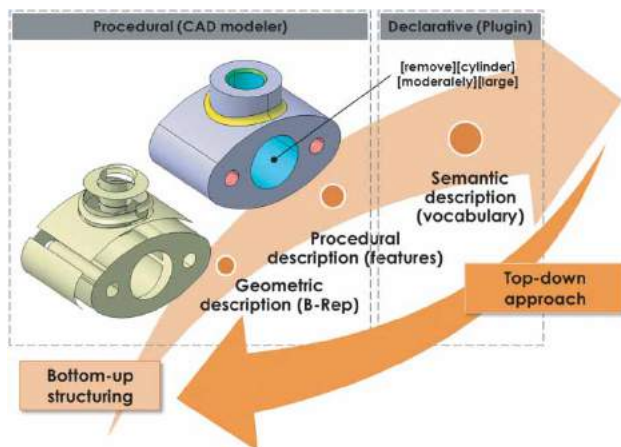 Procedural (CAD modeler)
Declarative (Plugin)
[remove][cylinder]
[moderalely][large]
Semantic
description
(vocabulary)
Procedural
description (features)
Geometric
description (B-Rep)
Top-down
approach
Bottom-up
structuring